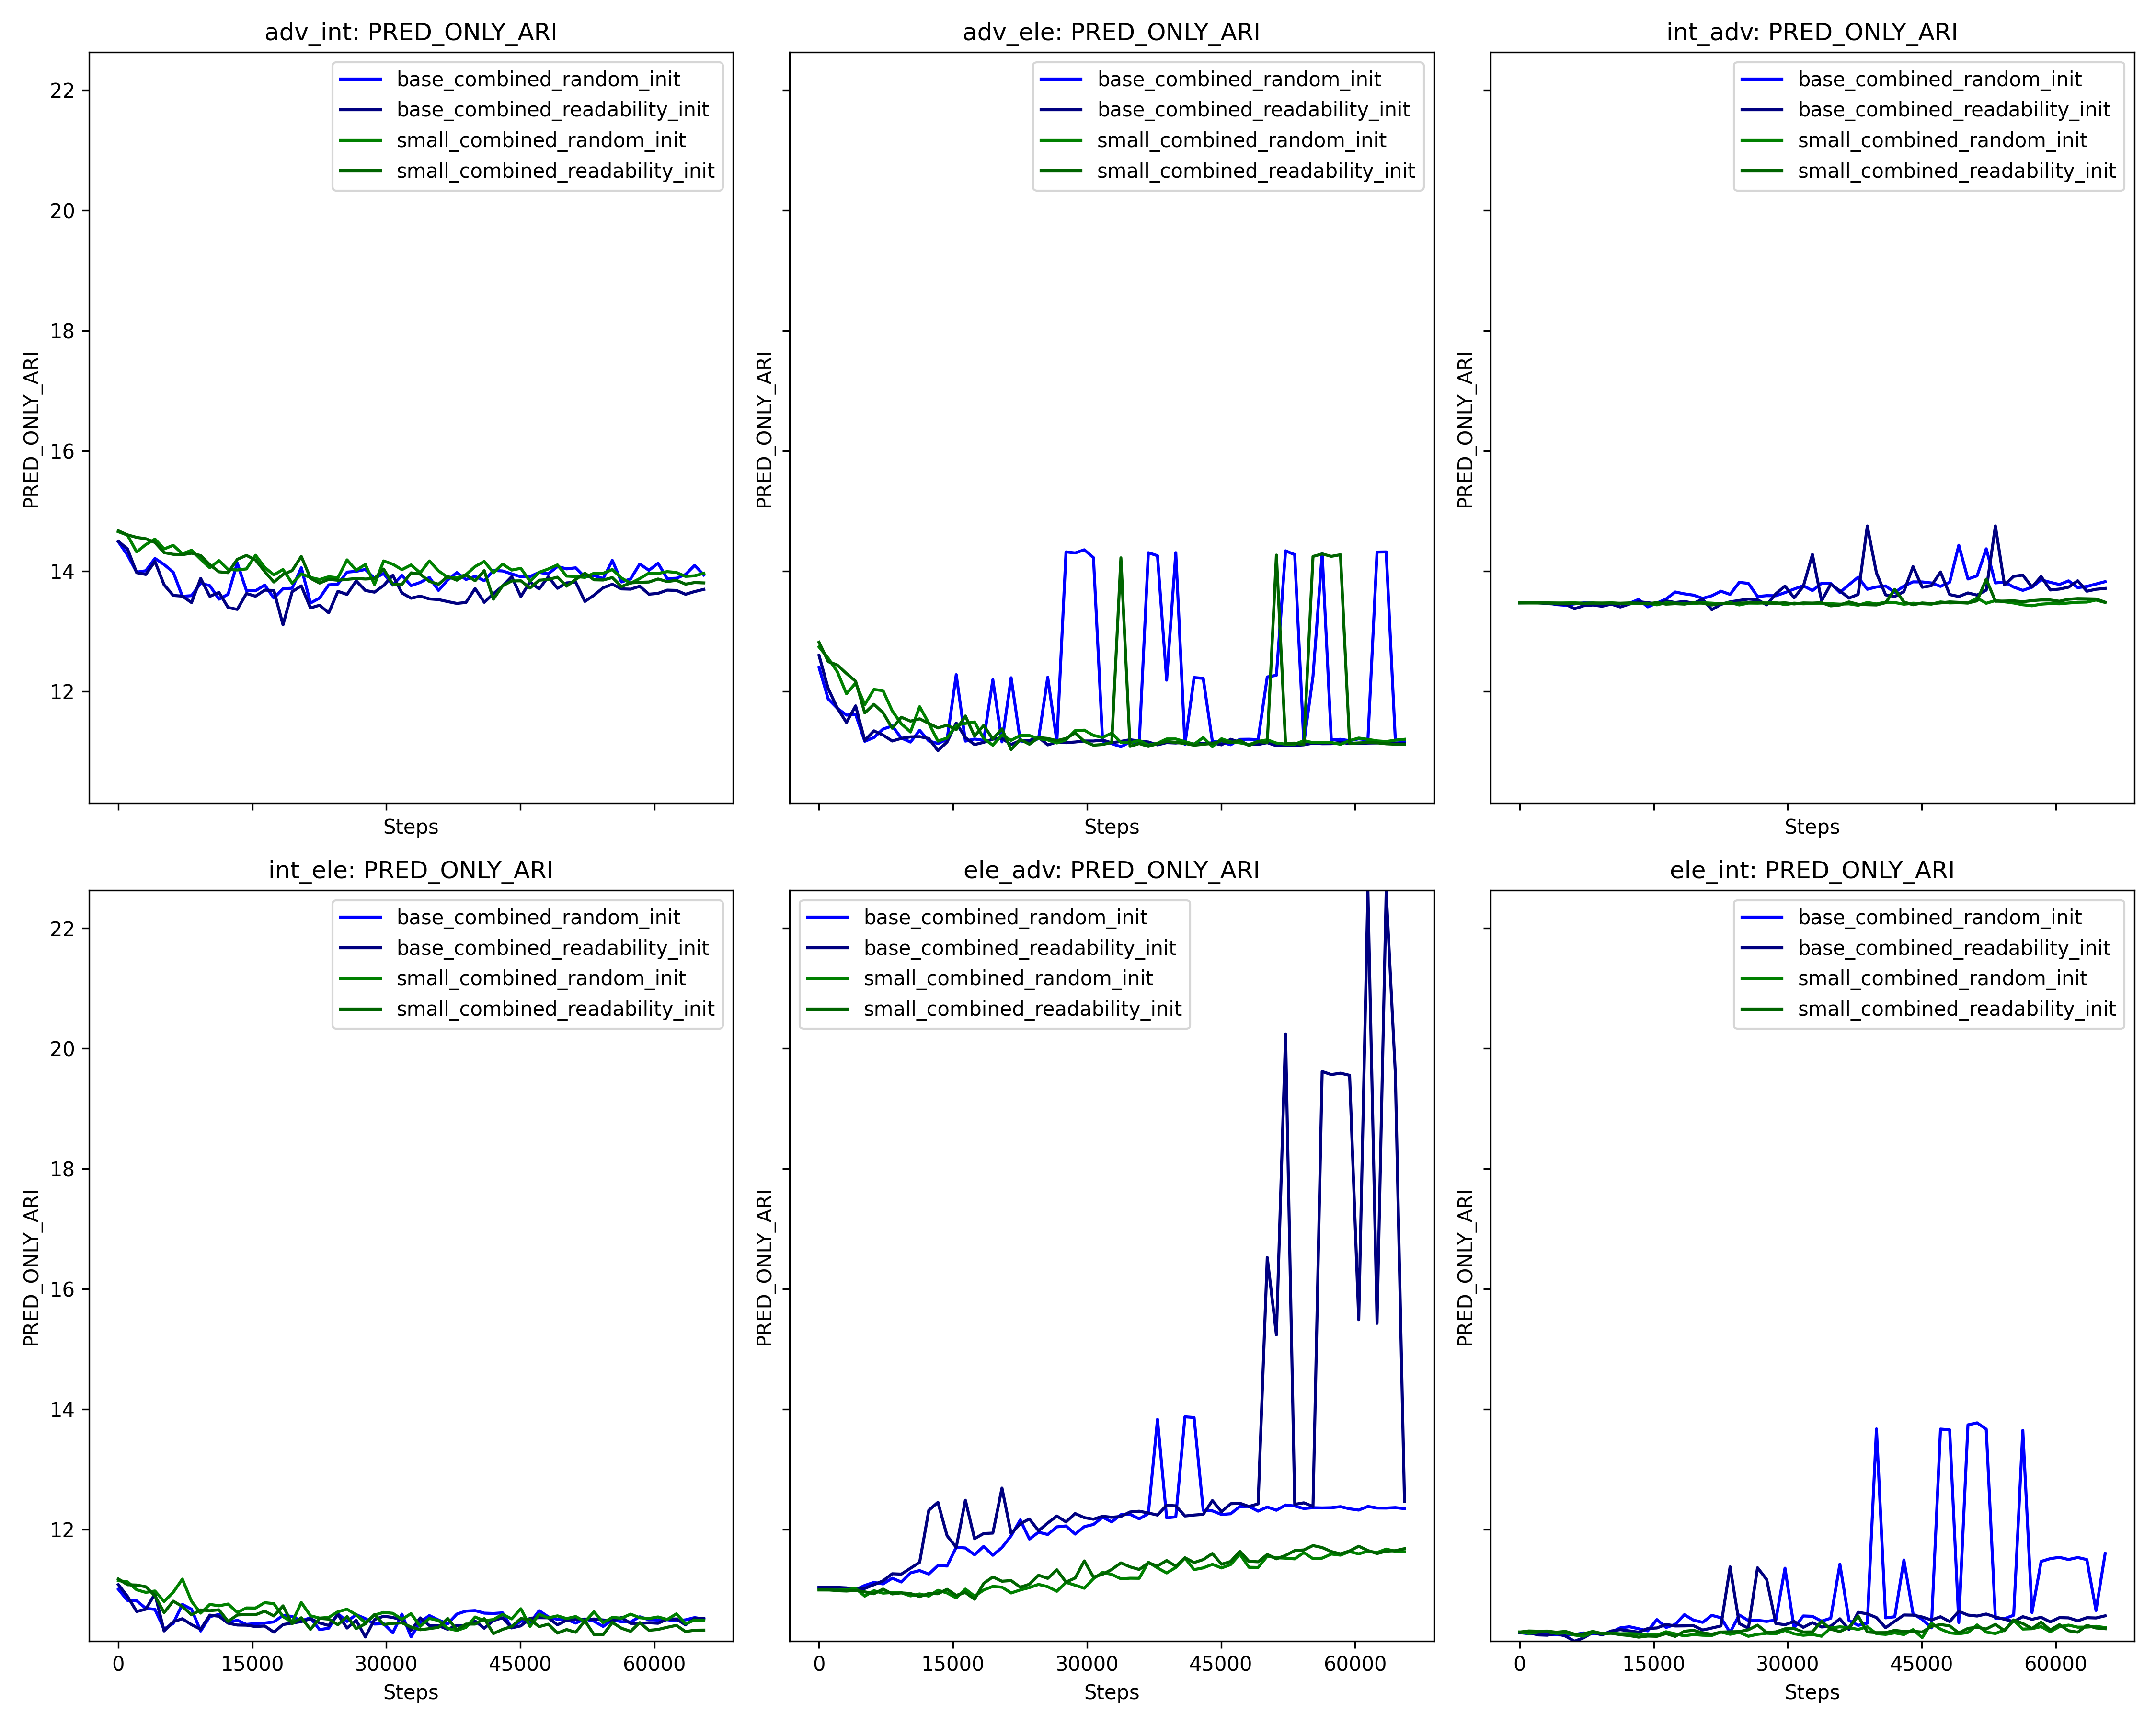 adv_int: PRED_ONLY_ARI
adv_ele: PRED_ONLY_ARI
int_adv: PRED_ONLY_ARI
base_combined_random_init
base_combined_readability_init
small_combined_random_init
small_combined_readability_init
base_combined_random_init
base_combined_readability_init
small_combined_random_init
small_combined_readability_init
base_combined_random_init
base_combined_readability_init
small_combined_random_init
small_combined_readability_init
22
20
18
16
14
12
PRED_ONLY_ARI
PRED_ONLY_ARI
PRED_ONLY_ARI
Steps
Steps
Steps
int_ele: PRED_ONLY_ARI
ele_adv: PRED_ONLY_ARI
ele_int: PRED_ONLY_ARI
base_combined_random_init
base_combined_readability_init
small_combined_random_init
small_combined_readability_init
base_combined_random_init
base_combined_readability_init
small_combined_random_init
small_combined_readability_init
base_combined_random_init
base_combined_readability_init
small_combined_random_init
small_combined_readability_init
22
20
18
16
14
12
PRED_ONLY_ARI
PRED_ONLY_ARI
PRED_ONLY_ARI
0 15000 30000 45000 60000
0 15000 30000 45000 60000
0 15000 30000 45000 60000
Steps
Steps
Steps